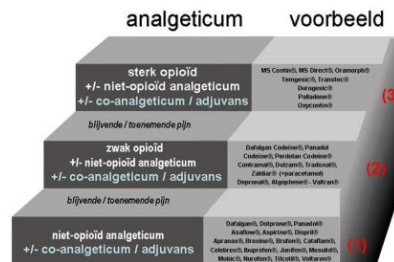 analgeticum voorbeeld
sterk opioïd
+/- niet-opioïd analgeticum
+/- co-analgeticum / adjuvans
MS Contin®, MS Direct®, Oramorph®
Temgesic®, Transtec®
Durogesic®
Palladone®
Oxycontin®
(3)
blijvende / toenemende pijn
zwak opioïd
+/- niet-opioïd analgeticum
+/- co-analgeticum / adjuvans
Dafalgan Codeine®, Panadol
Codeine®, Perdolan Codeine®
Contramal®, Dolzam®, Tradonal®,
Zaldiar® (+paracetamol)
Depronal®, Algophene®- Valtran®
(2)
blijvende / toenemende pijn
niet-opioïd analgeticum
+/- co-analgeticum / adjuvans
Dafalgan®, Dolprone®, Panadol®
Asaflow®, Aspirine®, Dispril®
Apranax®, Brexine®, Brufen®, Cataflam®,
Celebrex®, Ibuprofen®, Junifen®,
Mobic®, Nurofen®, Tilcotil®, Voltaren®
(1)